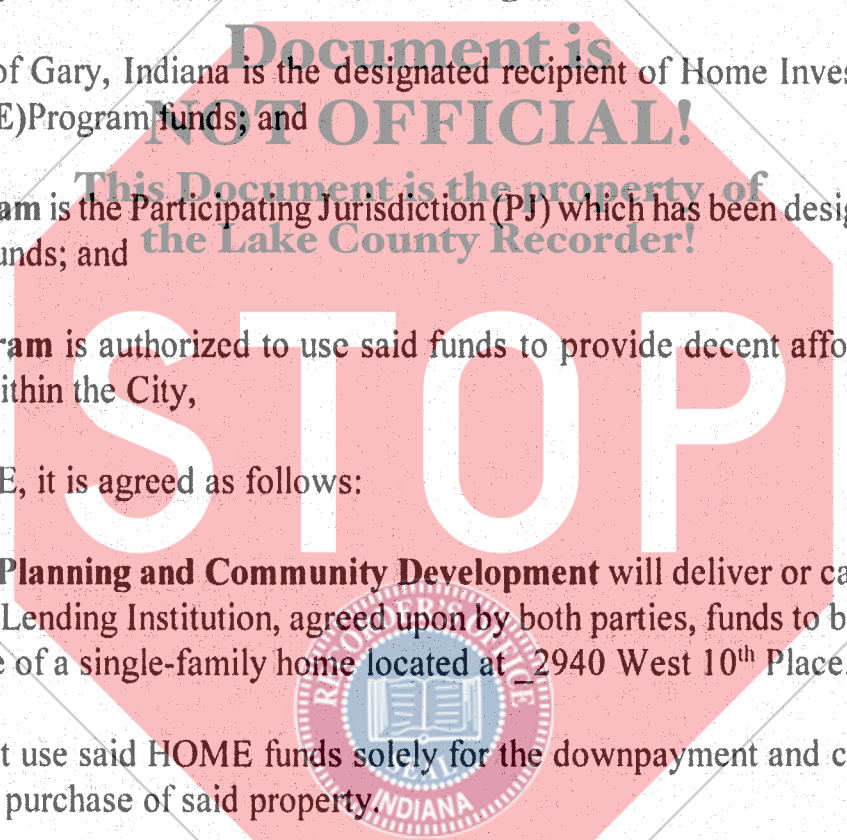 Document is
of Gary, Indiana is the designated recipient of Home Inves
NOT OFFICIAL!
E)Program funds; and
This Document is the property of
am is the Participating Jurisdiction (PJ) which has been desig
the Lake County Recorder!
unds; and
ram is authorized to use said funds to provide decent affo
ithin the City,
STOP
E, it is agreed as follows:
Planning and Community Development will deliver or ca
Lending Institution, agreed upon by both parties, funds to b
e of a single-family home located at _2940 West 10th Place.
RECORDER'S OFFICE
t use said HOME funds solely for the downpayment and c
SEAL
purchase of said property.
INDIANA